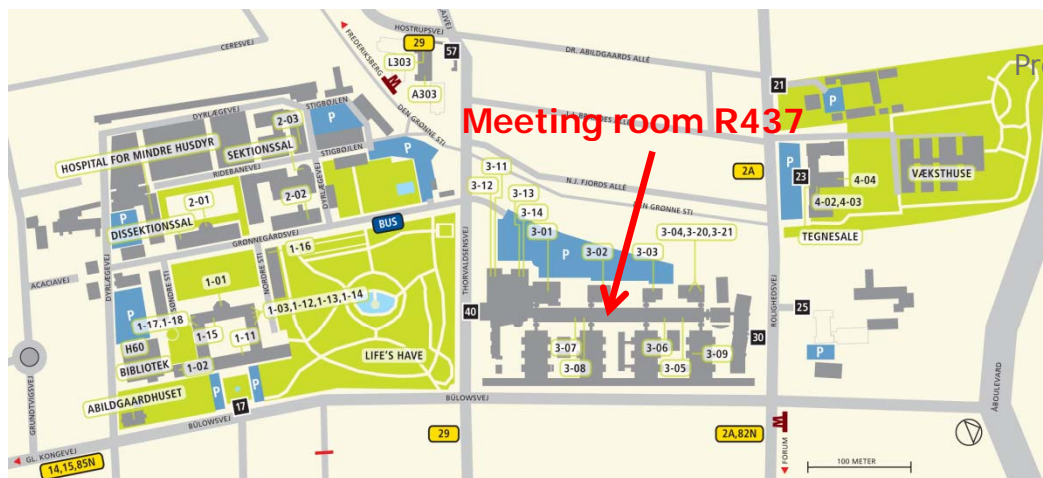 HOSTRUPSVEJ
29
57
CERESVEJ
FREDERIKSBERG
M
L303
A303
DR. ABILDGAARDS ALLÉ
21
Pr
DYRLÆGEVEJ
STIGBØJLEN
P
2-03
DEN GRØNNE STI
Meeting room R437
HOSPITAL FOR MINDRE HUSDYR
SEKTIONSSAL
STIGBØJLEN
RIDEBANEVEJ
P
P
2A
23
4-04
VÆKSTHUSE
4-02,4-03
TEGNESALE
3-11
3-12
3-13
3-14
N.J. FJORDS ALLÉ
2-01
2-02
DYRLÆGEVEJ
DISSEKTIONSSAL
P
BUS
GRØNNEGÅRDSVEJ
3-01
3-02
3-03
3-04,3-20,3-21
P
1-16
ACACIAVEJ
DYRLÆGEVEJ
SØNDRE STI
NORDRE STI
1-01
THORVALDSENSVEJ
ROLIGHEDSVEJ
1-03,1-12,1-13,1-14
P
1-17,1-18
1-15
1-11
40
25
30
H60
BIBLIOTEK
1-02
LIFE'S HAVE
3-07
3-08
3-06
3-05
3-09
P
ABILDGAARDHUSET
P
P
17
GRUNDTVIGSVEJ
BÜLOWSVEJ
BÜLOWSVEJ
ÅBOULEVARD
29
2A,82N
M
FORUM
GL. KONGEVEJ
14,15,85N
100 METER